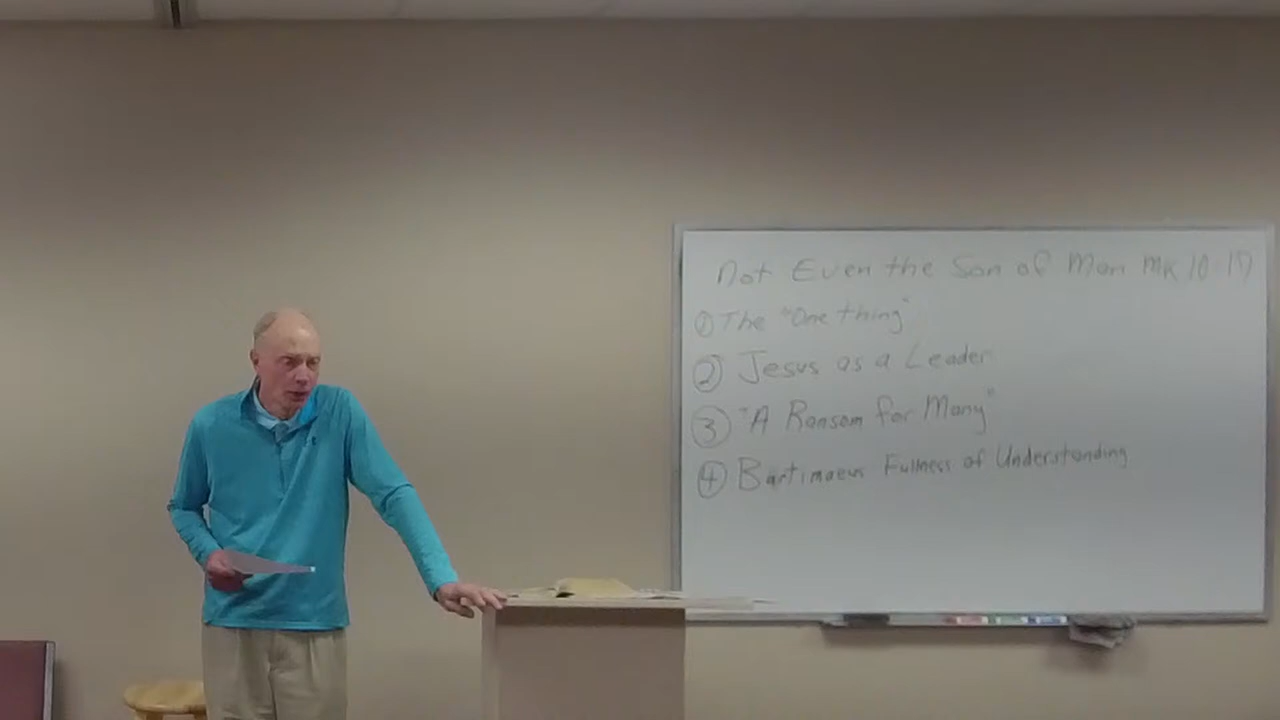 Not Even the Son of Man Mk 10:17
① The "One thing"
② Jesus as a Leader
③ "A Ransom for Many"
④ Bartimaeus Fullness of Understanding